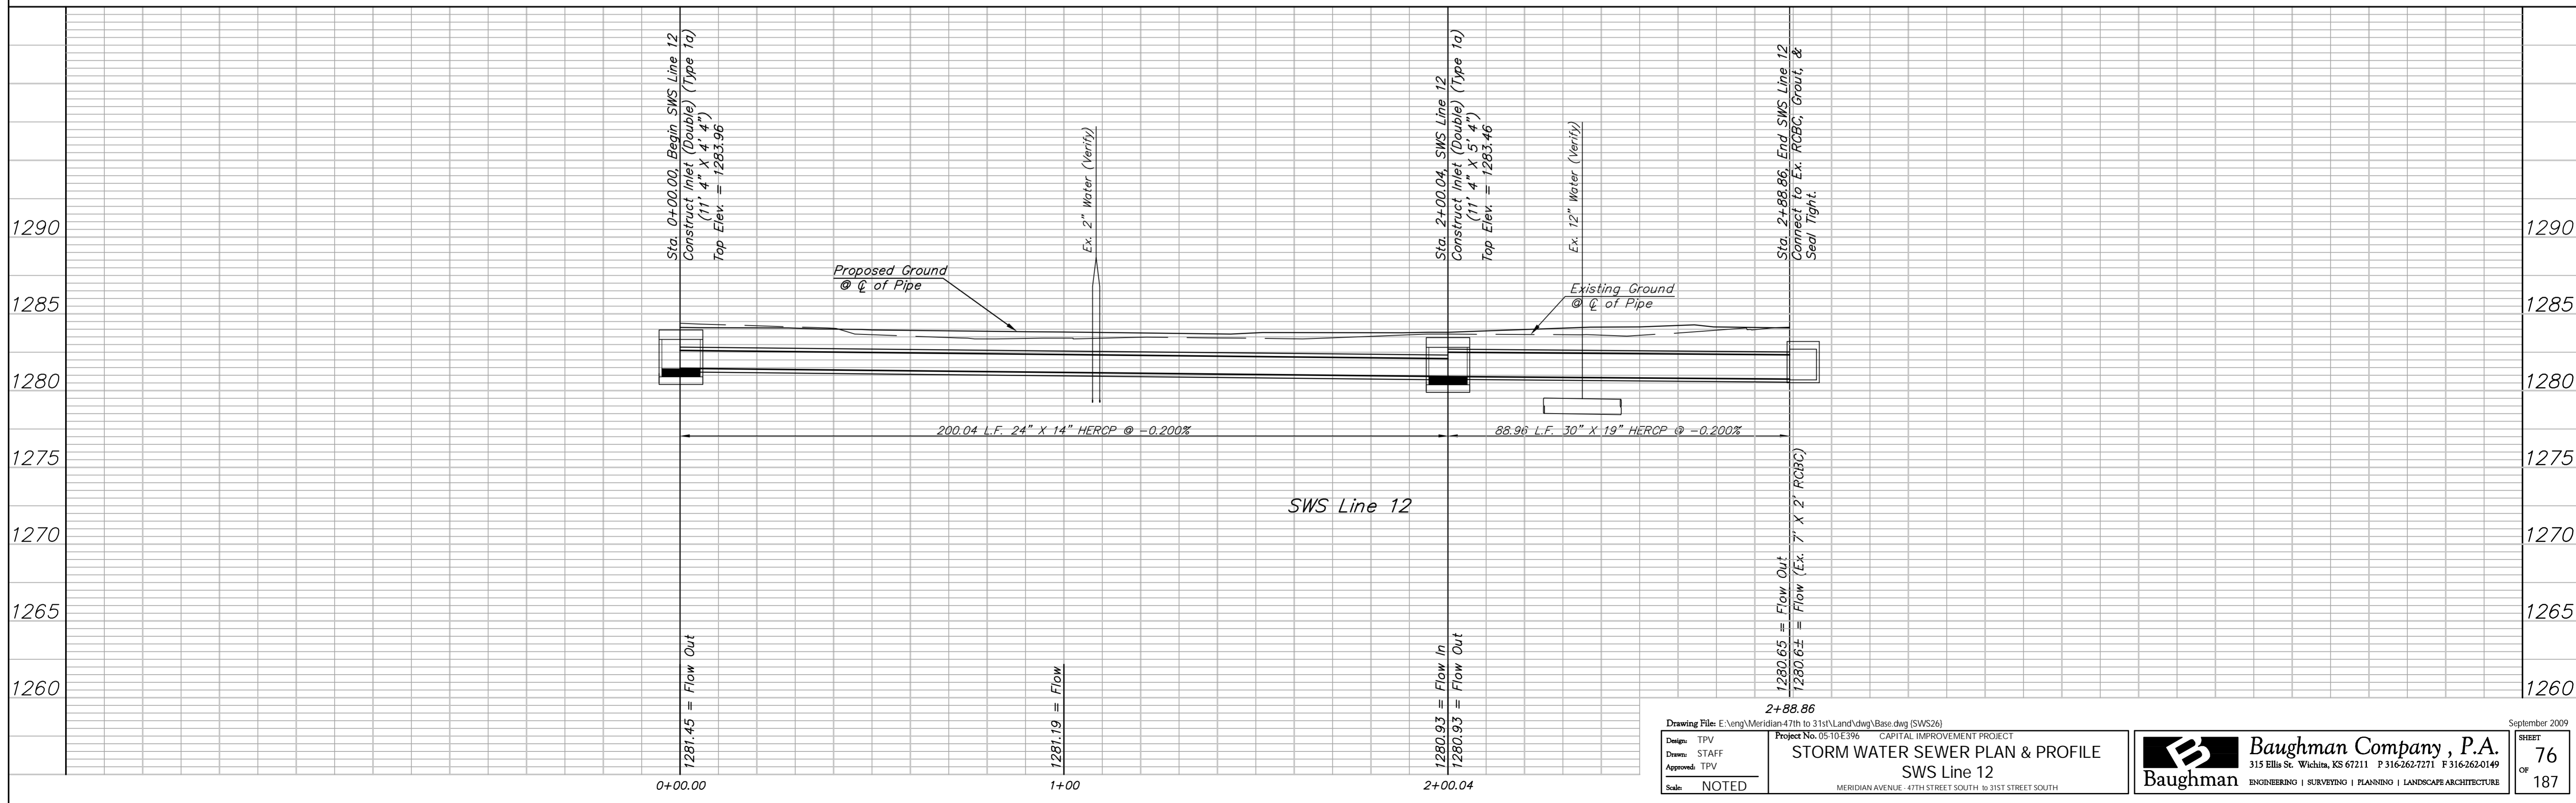 Sta. 0+00.00, Begin SWS Line 12
Construct Inlet (Double) (Type 1a)
(11' 4" X 4' 4")
Top Elev. = 1283.96
Ex. 2" Water (Verify)
Sta. 2+00.04, SWS Line 12
Construct Inlet (Double) (Type 1a)
(11' 4" X 5' 4")
Top Elev. = 1283.46
Ex. 12" Water (Verify)
Sta. 2+88.86, End SWS Line 12
Connect to Ex. RCBC, Grout, &
Seal Tight.
1290
1290
Proposed Ground
@ ℄ of Pipe
Existing Ground
@ ℄ of Pipe
1285
1285
1280
1280
200.04 L.F. 24" X 14" HERCP @ -0.200%
88.96 L.F. 30" X 19" HERCP @ -0.200%
1275
1275
SWS Line 12
1270
1270
1265
1265
1260
1260
1281.45 = Flow Out
1281.19 = Flow
1280.93 = Flow In
1280.93 = Flow Out
1280.65 = Flow Out
1280.6± = Flow (Ex. 7' X 2' RCBC)
0+00.00
1+00
2+00.04
2+88.86
Drawing File: E:\eng\Meridian-47th to 31st\Land\dwg\Base.dwg (SWS26)
September 2009
Design: TPV
Drawn: STAFF
Approved: TPV
Scale: NOTED
Project No. 05-10-E396 CAPITAL IMPROVEMENT PROJECT
STORM WATER SEWER PLAN & PROFILE
SWS Line 12
MERIDIAN AVENUE - 47TH STREET SOUTH to 31ST STREET SOUTH
Baughman
Baughman Company, P.A.
315 Ellis St. Wichita, KS 67211 P 316-262-7271 F 316-262-0149
ENGINEERING | SURVEYING | PLANNING | LANDSCAPE ARCHITECTURE
SHEET
76
OF
187